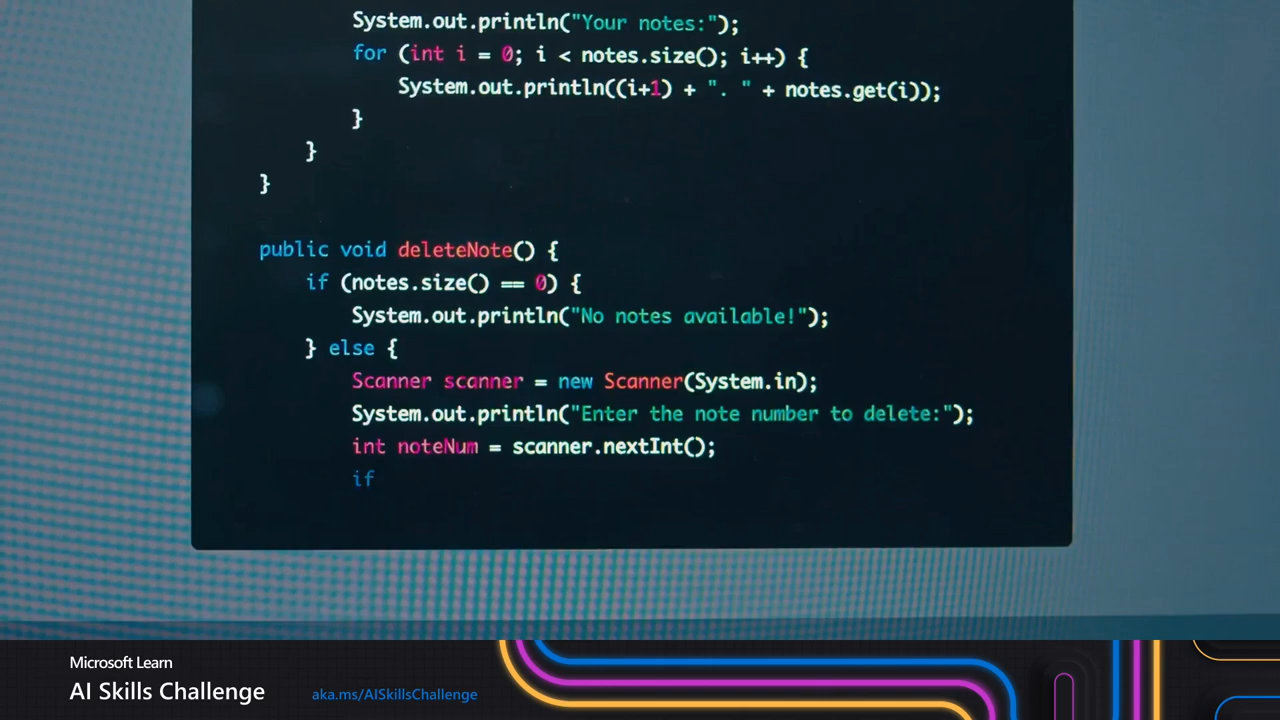 System.out.println("Your notes:");
for (int i = 0; i < notes.size(); i++) {
System.out.println((i+1) + ". " + notes.get(i));
}
}
}
public void deleteNote() {
if (notes.size() == 0) {
System.out.println("No notes available!");
} else {
Scanner scanner = new Scanner(System.in);
System.out.println("Enter the note number to delete:");
int noteNum = scanner.nextInt();
if
Microsoft Learn
AI Skills Challenge
aka.ms/AISkillsChallenge